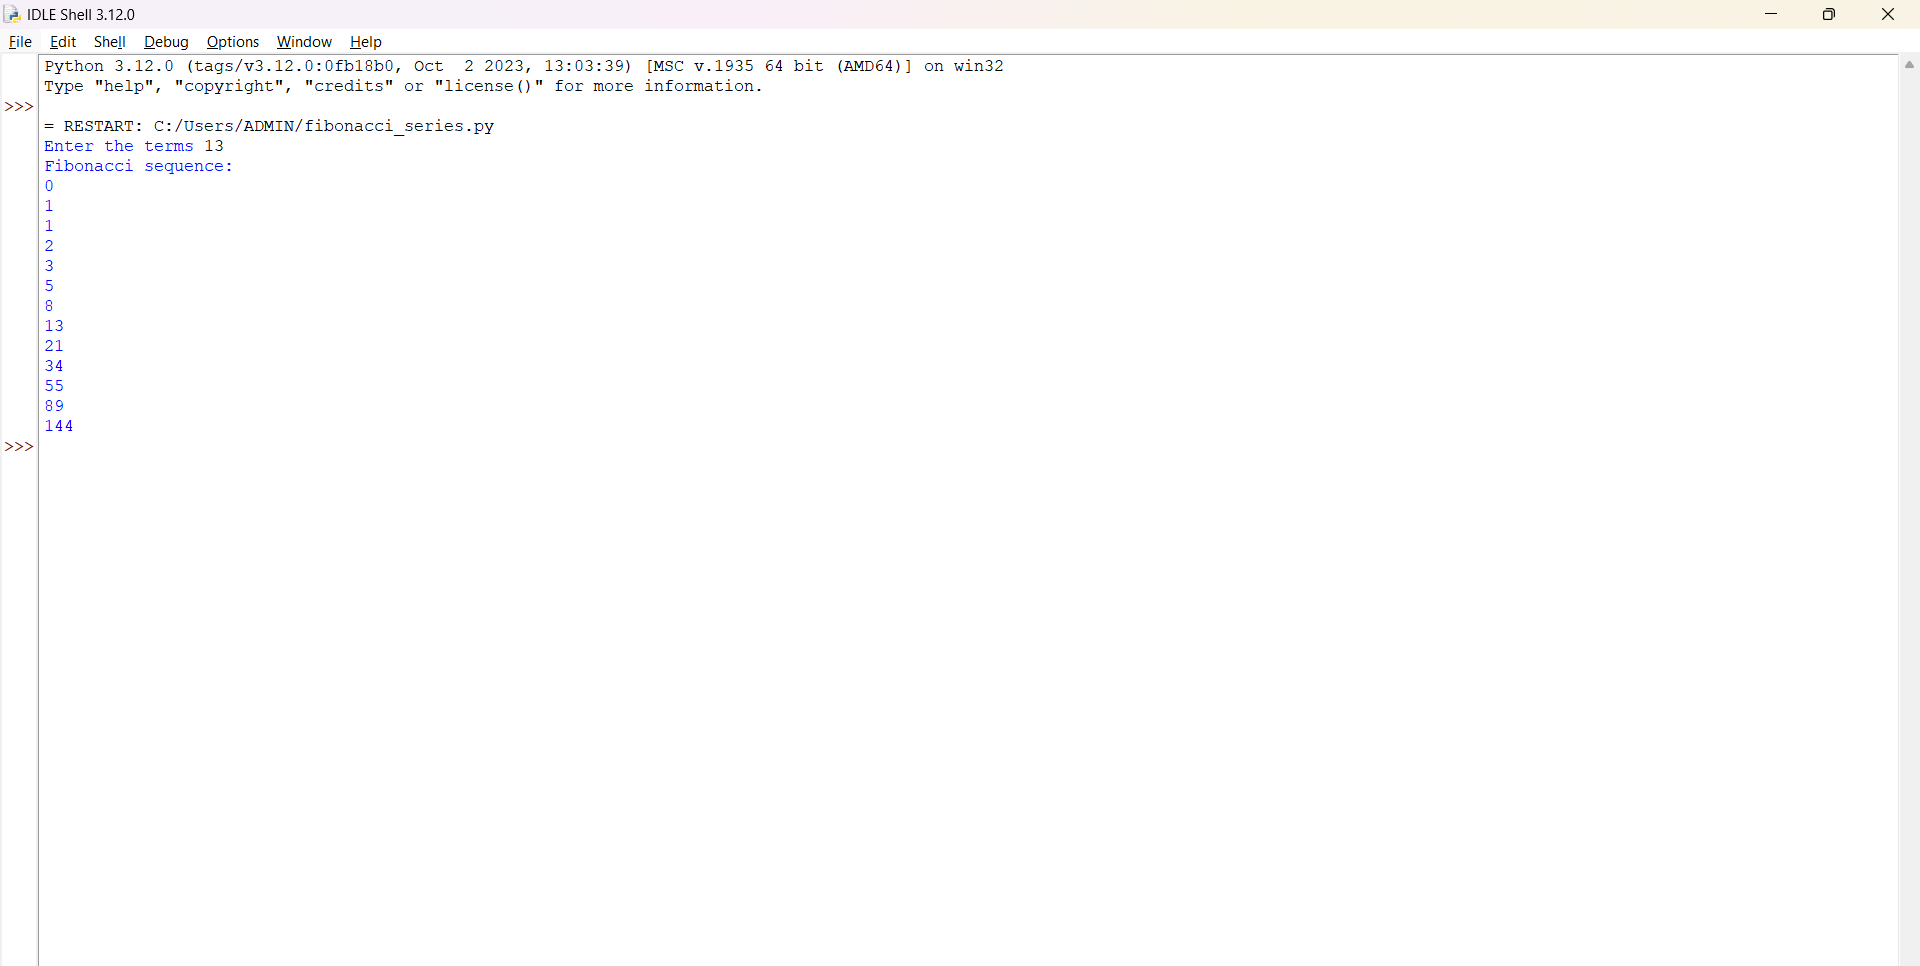 IDLE Shell 3.12.0
File Edit Shell Debug Options Window Help
Python 3.12.0 (tags/v3.12.0:0fb18b0, Oct  2 2023, 13:03:39) [MSC v.1935 64 bit (AMD64)] on win32
Type "help", "copyright", "credits" or "license()" for more information.
>>>
= RESTART: C:/Users/ADMIN/fibonacci_series.py
Enter the terms 13
Fibonacci sequence:
0
1
1
2
3
5
8
13
21
34
55
89
144
>>>